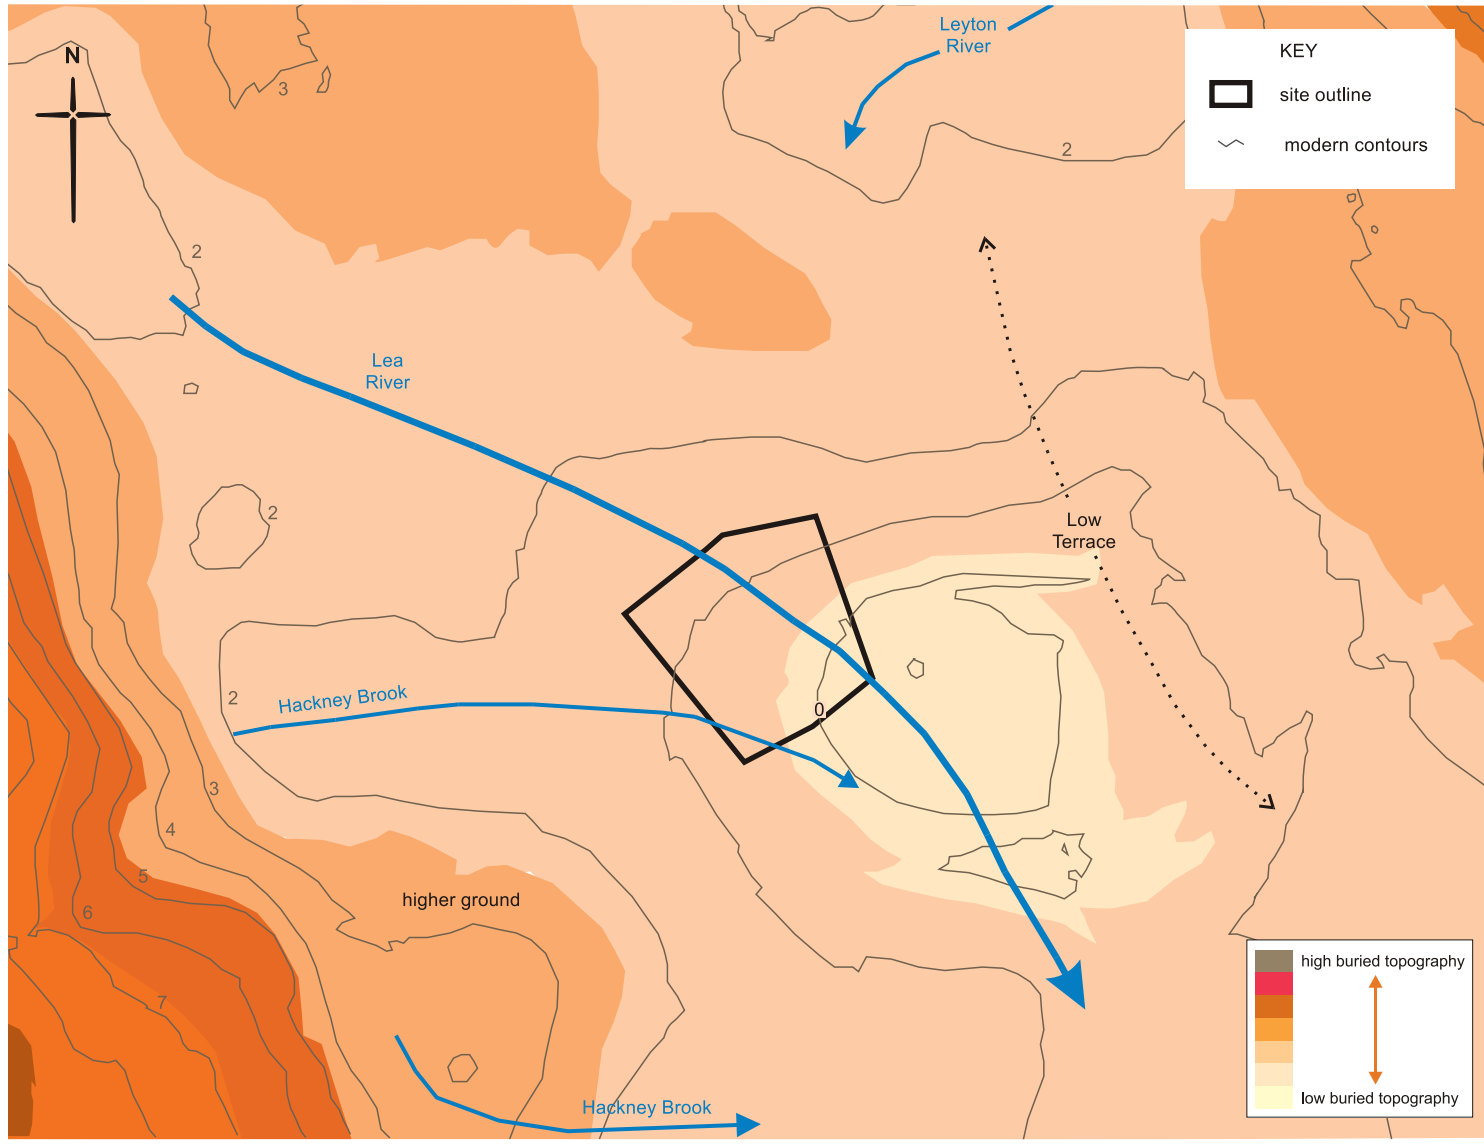 Leyton
River
N
KEY
site outline
modern contours
3
2
2
Lea
River
2
Low
Terrace
2
Hackney Brook
0
3
4
5
6
higher ground
7
high buried topography
low buried topography
Hackney Brook